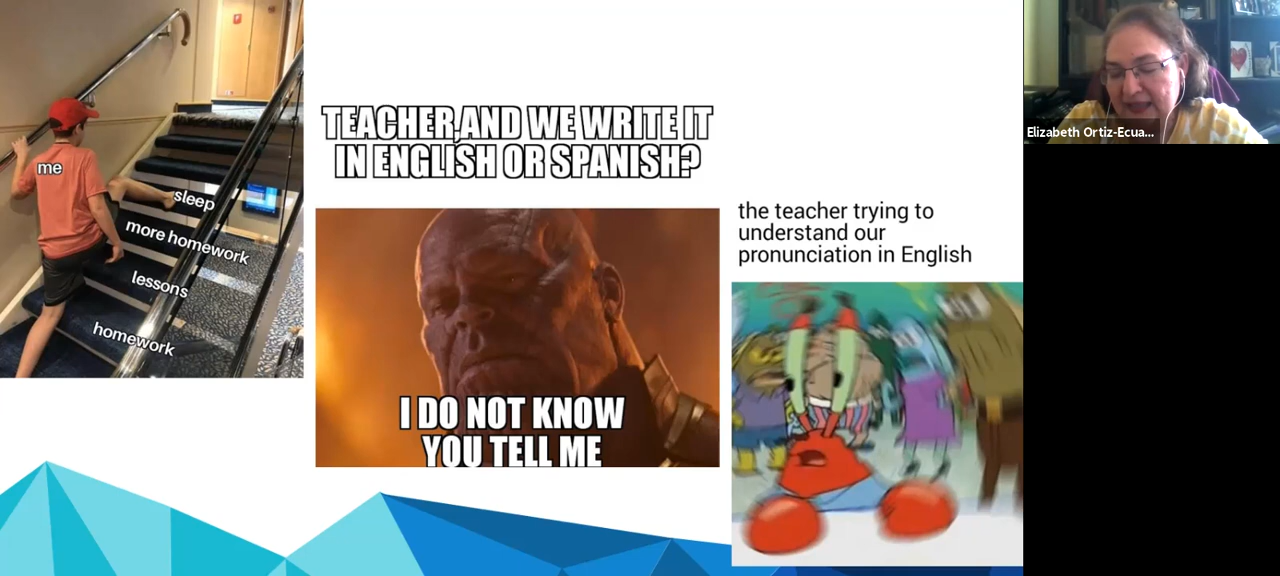 me
sleep
more homework
lessons
homework
TEACHER,AND WE WRITE IT
IN ENGLISH OR SPANISH?
I DO NOT KNOW
YOU TELL ME
the teacher trying to
understand our
pronunciation in English
Elizabeth Ortiz-Ecua...